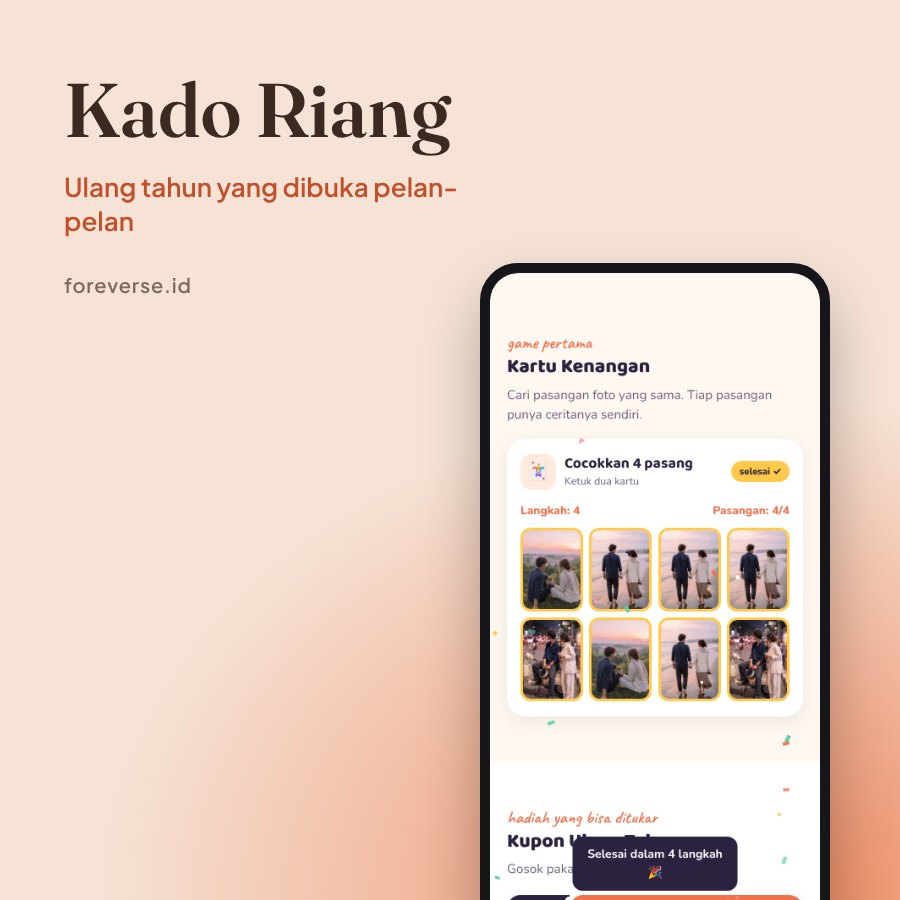 Kado Riang
Ulang tahun yang dibuka pelan-
pelan
foreverse.id
game pertama
Kartu Kenangan
Cari pasangan foto yang sama. Tiap pasangan
punya ceritanya sendiri.
Cocokkan 4 pasang
Ketuk dua kartu
selesai ✓
Langkah: 4
Pasangan: 4/4
hadiah yang bisa ditukar
Kupon
Gosok
Selesai dalam 4 langkah
🎉